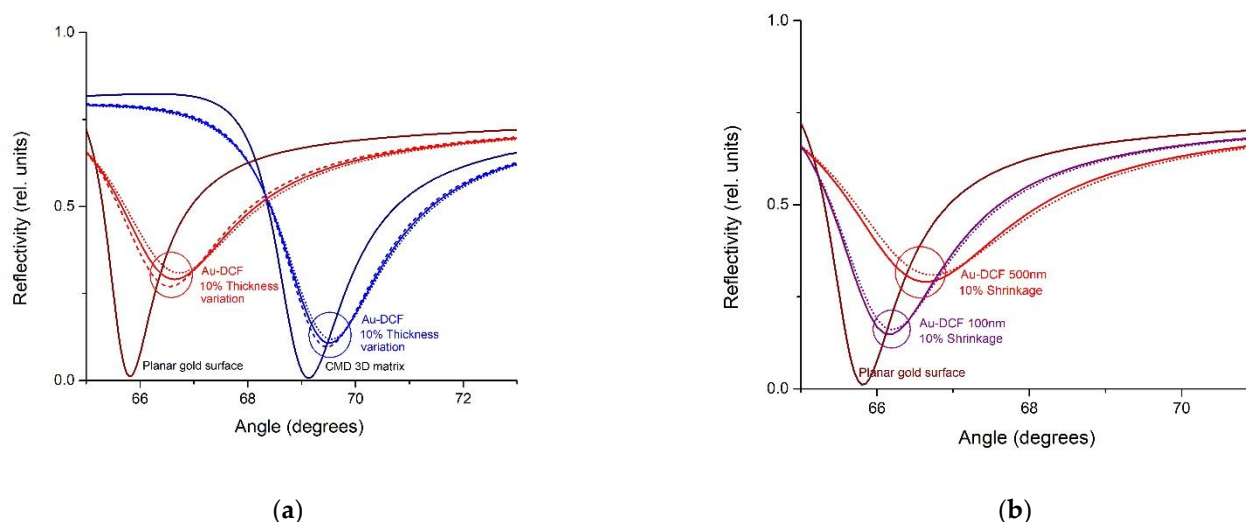 1.0
Reflectivity (rel. units)
0.5
0.0
Au-DCF
10% Thickness
variation
Au-DCF
10% Thickness
variation
Planar gold surface
CMD 3D matrix
66
68
70
72
Angle (degrees)
(a)
1.0
Reflectivity (rel. units)
0.5
0.0
Au-DCF 500nm
10% Shrinkage
Au-DCF 100nm
10% Shrinkage
Planar gold surface
66
68
70
Angle (degrees)
(b)